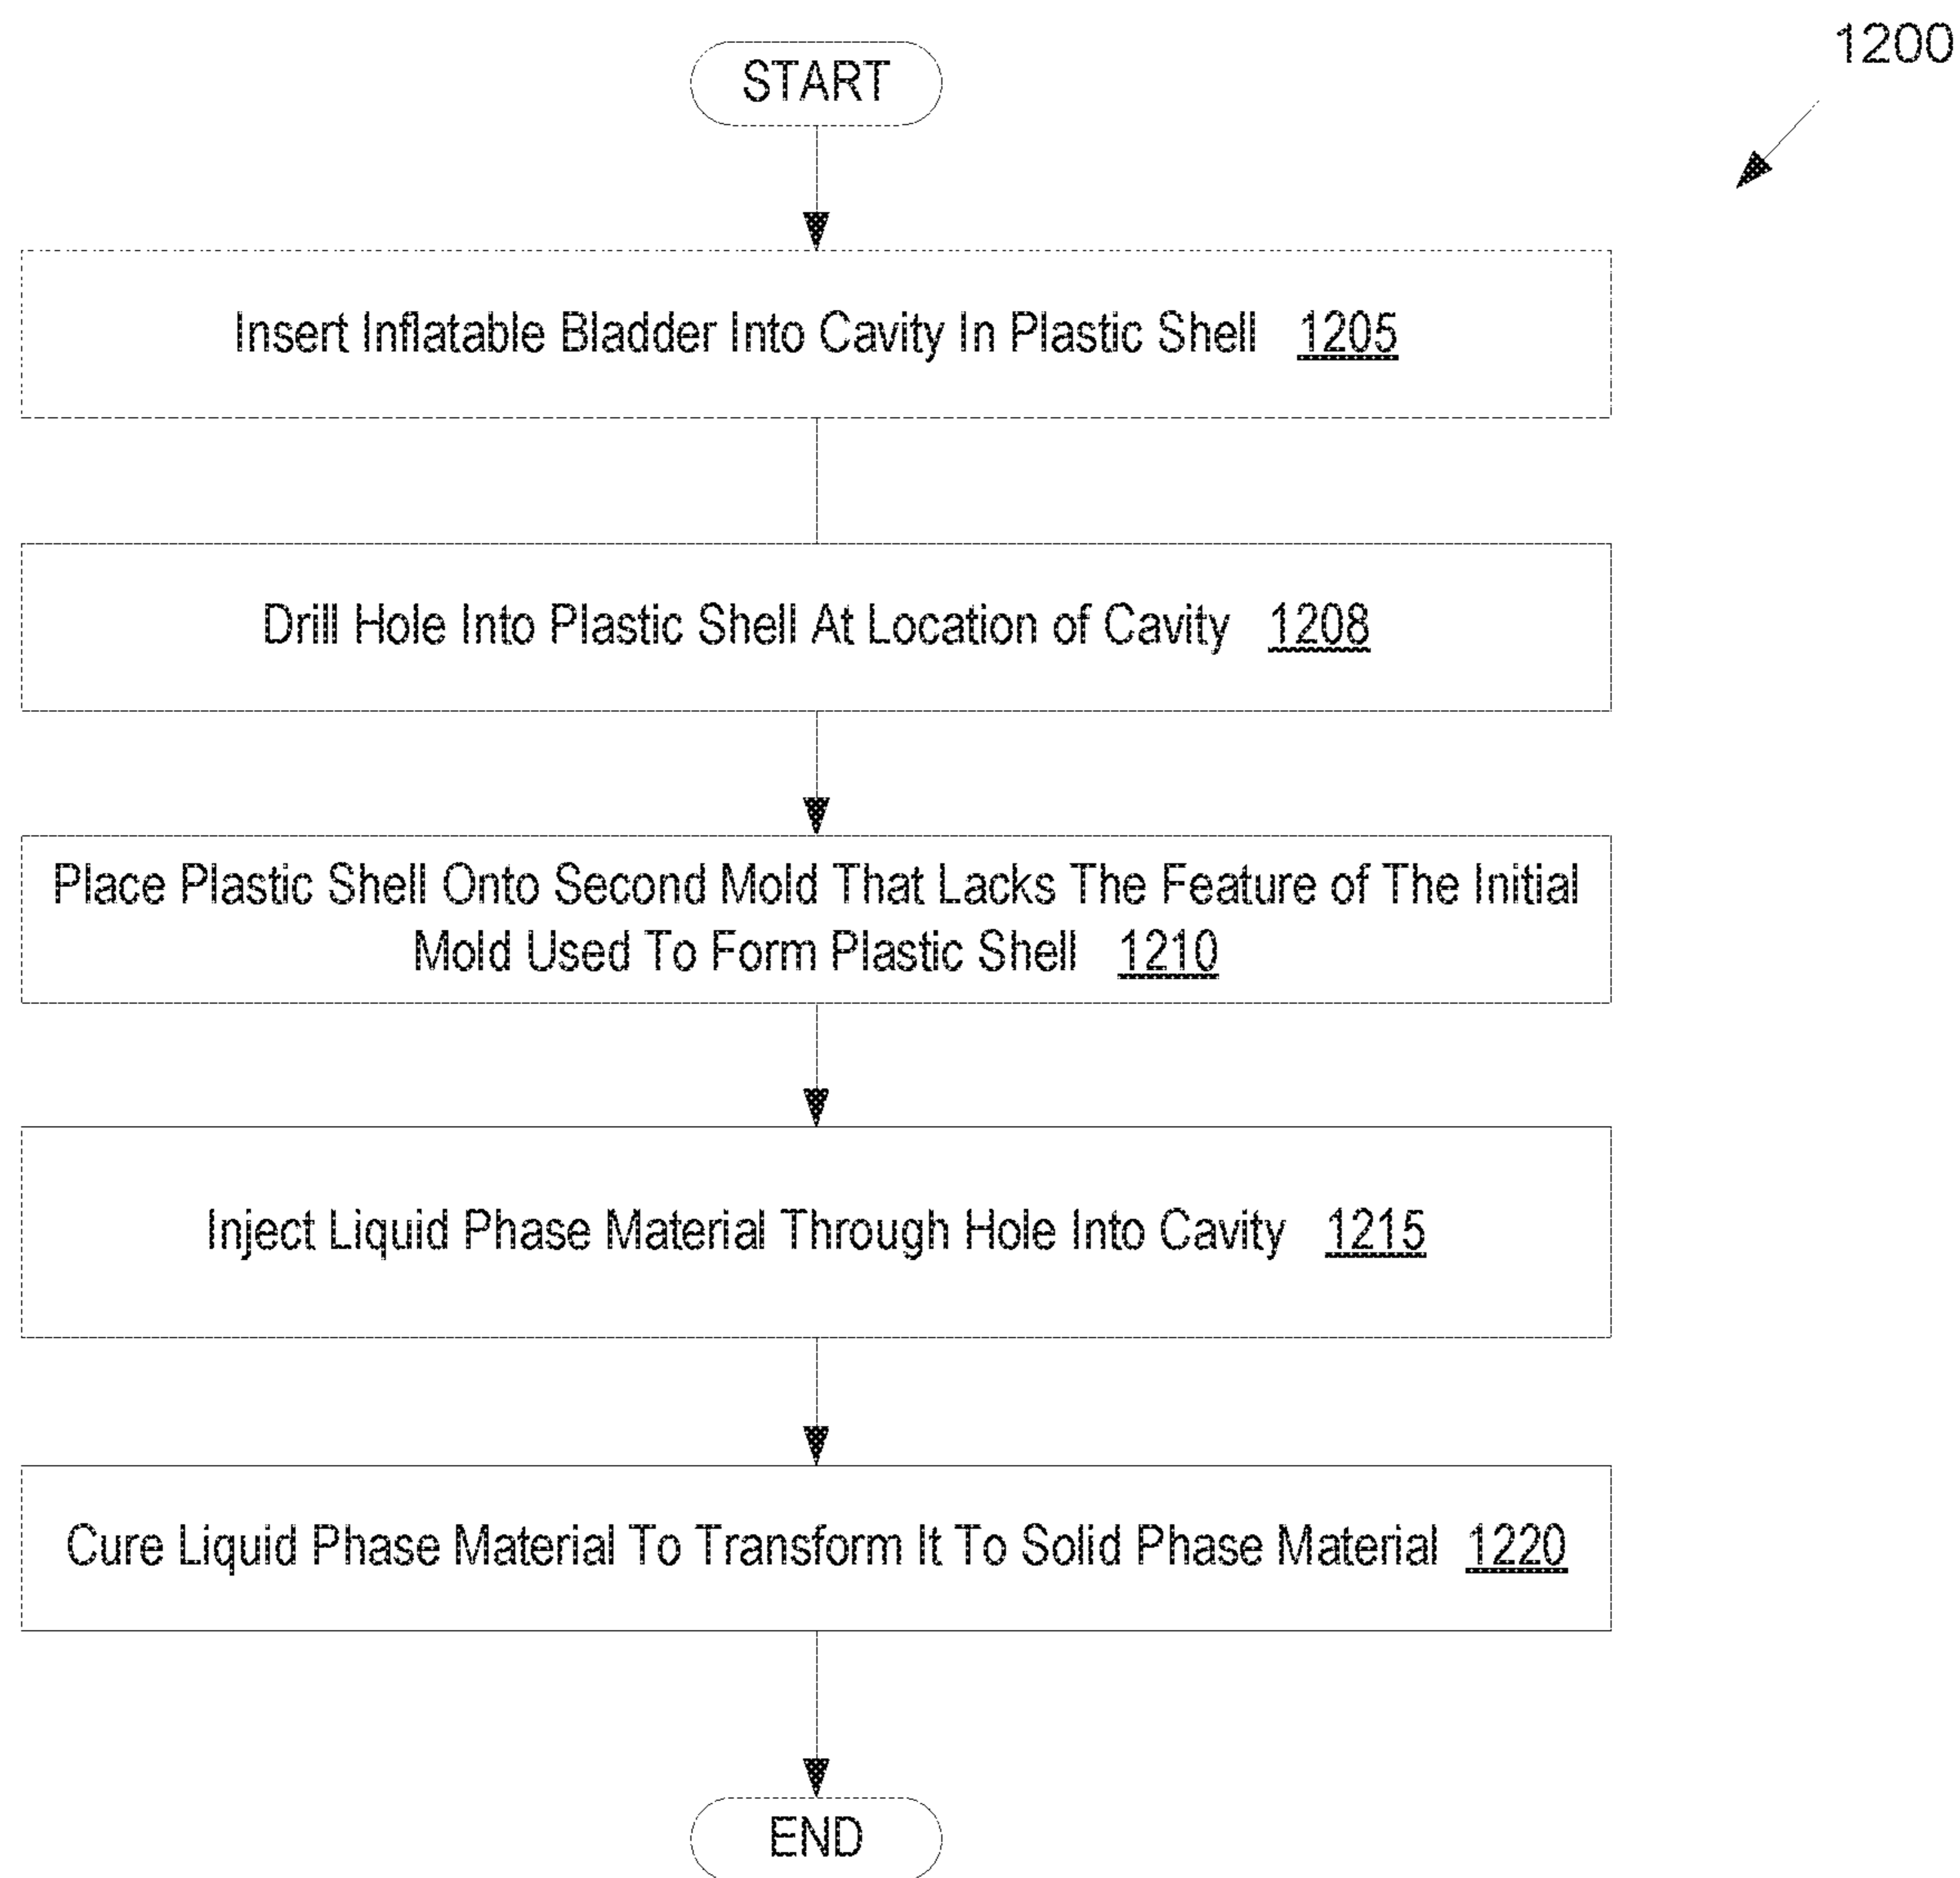 1200
START
Insert Inflatable Bladder Into Cavity In Plastic Shell 1205
Drill Hole Into Plastic Shell At Location of Cavity 1208
Place Plastic Shell Onto Second Mold That Lacks The Feature of The Initial
Mold Used To Form Plastic Shell 1210
Inject Liquid Phase Material Through Hole Into Cavity 1215
Cure Liquid Phase Material To Transform It To Solid Phase Material 1220
END